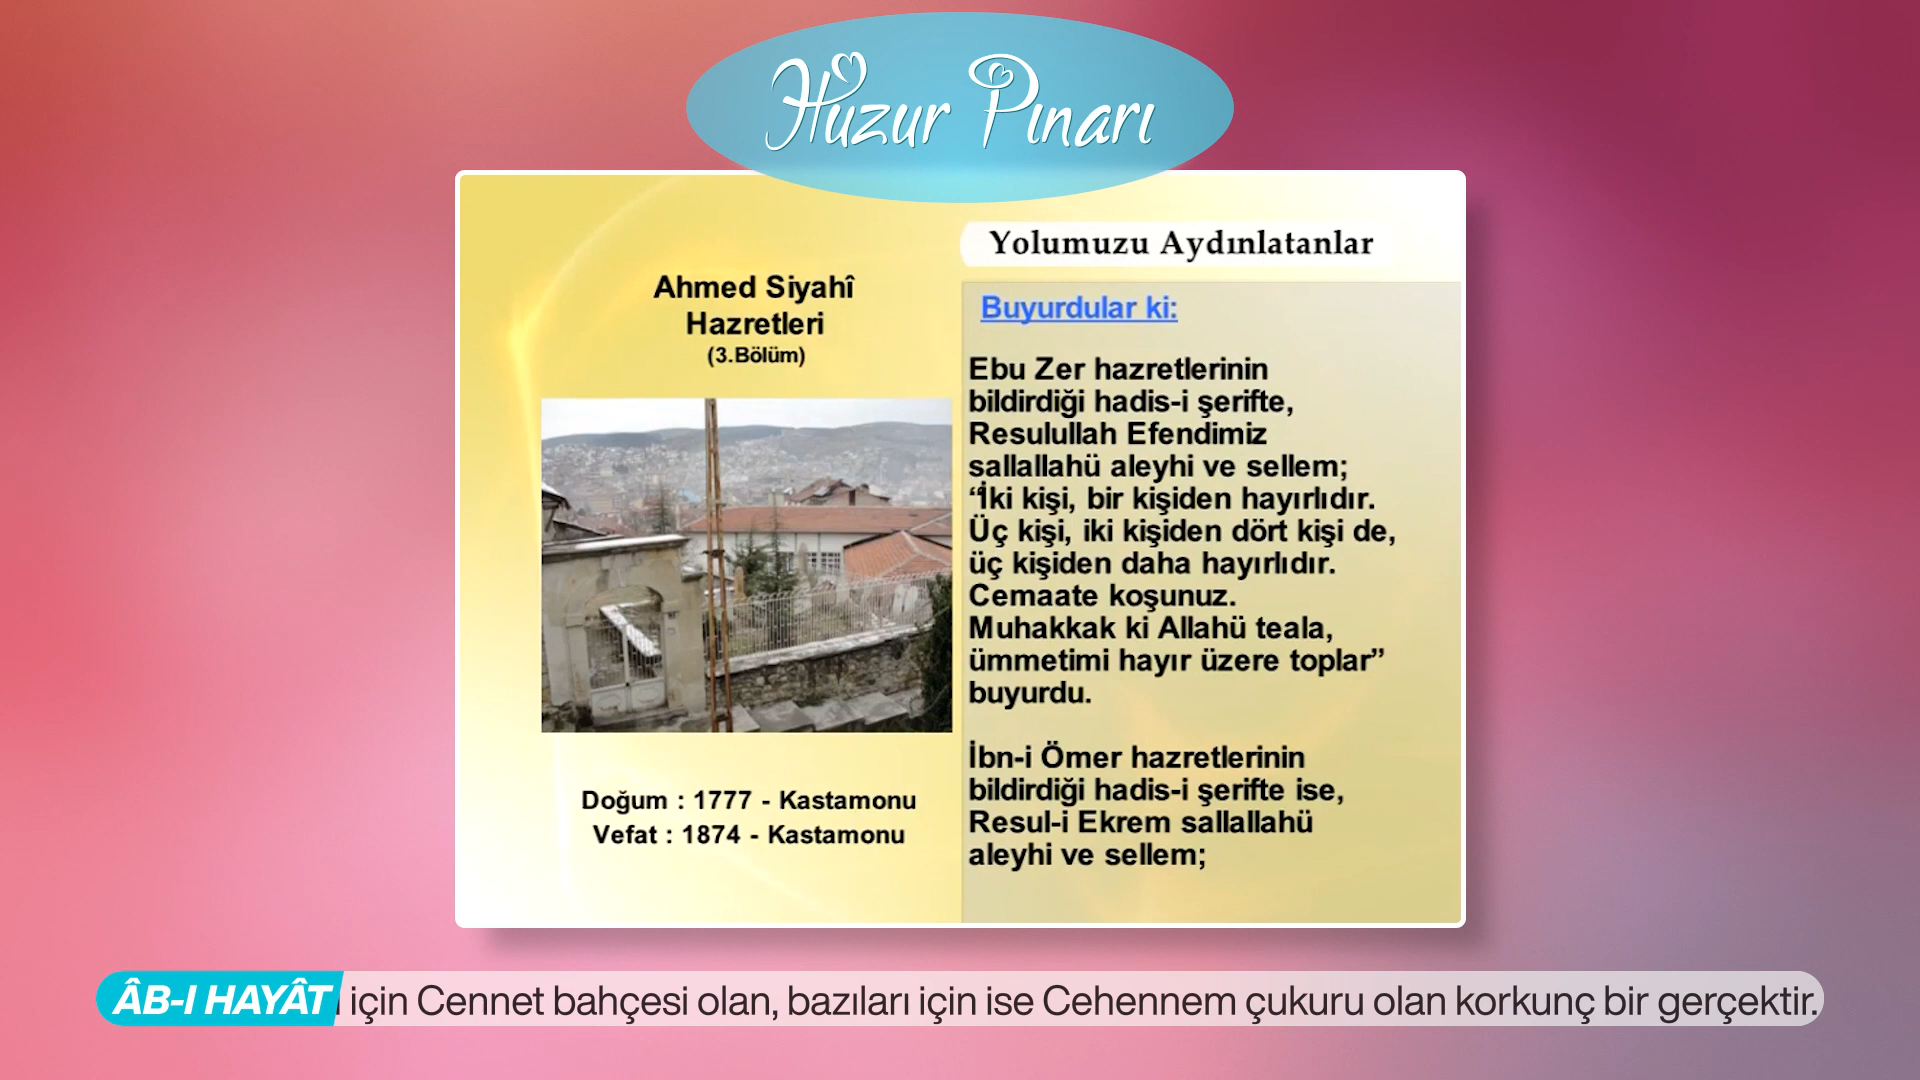 Huzur Pınarı
Yolumuzu Aydınlatanlar
Ahmed Siyahî
Hazretleri
(3.Bölüm)
Doğum : 1777 - Kastamonu
Vefat : 1874 - Kastamonu
Buyurdular ki:
Ebu Zer hazretlerinin
bildirdiği hadis-i şerifte,
Resulullah Efendimiz
sallallahü aleyhi ve sellem;
“İki kişi, bir kişiden hayırlıdır.
Üç kişi, iki kişiden dört kişi de,
üç kişiden daha hayırlıdır.
Cemaate koşunuz.
Muhakkak ki Allahü teala,
ümmetimi hayır üzere toplar”
buyurdu.
İbn-i Ömer hazretlerinin
bildirdiği hadis-i şerifte ise,
Resul-i Ekrem sallallahü
aleyhi ve sellem;
ÂB-I HAYÂT için Cennet bahçesi olan, bazıları için ise Cehennem çukuru olan korkunç bir gerçektir.